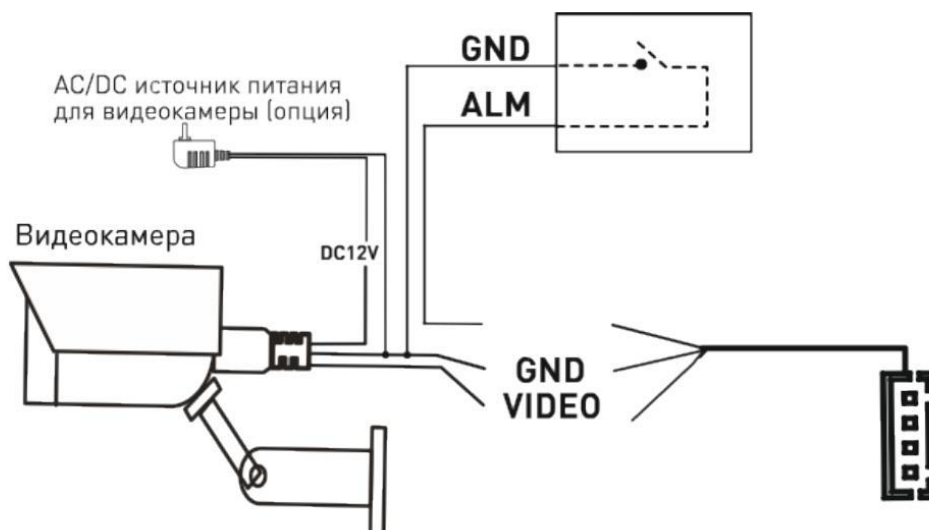 GND
AC/DC источник питания
для видеокамеры (опция)
ALM
Видеокамера
DC12V
GND
VIDEO